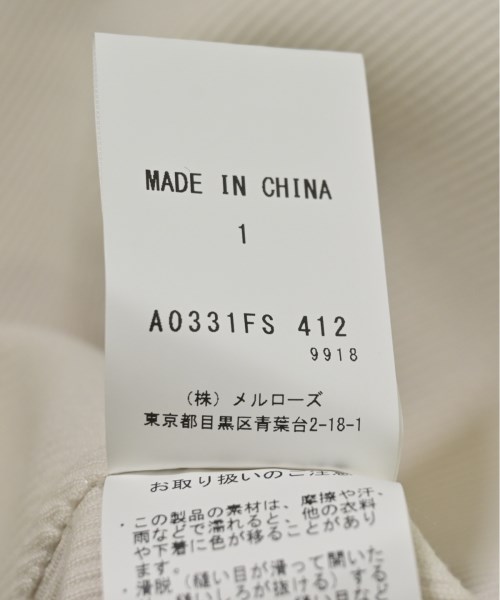 MADE IN CHINA
1
A0331FS 412
9918
(株) メルローズ
東京都目黒区青葉台2-18-1
お取り扱いのご注意
・この製品の素材は、摩擦や汗、
雨などで濡れると、他の衣料
や下着に色が移ることがあり
ます。
・滑脱(縫い目が滑って開いた
縫いしろが抜ける)する